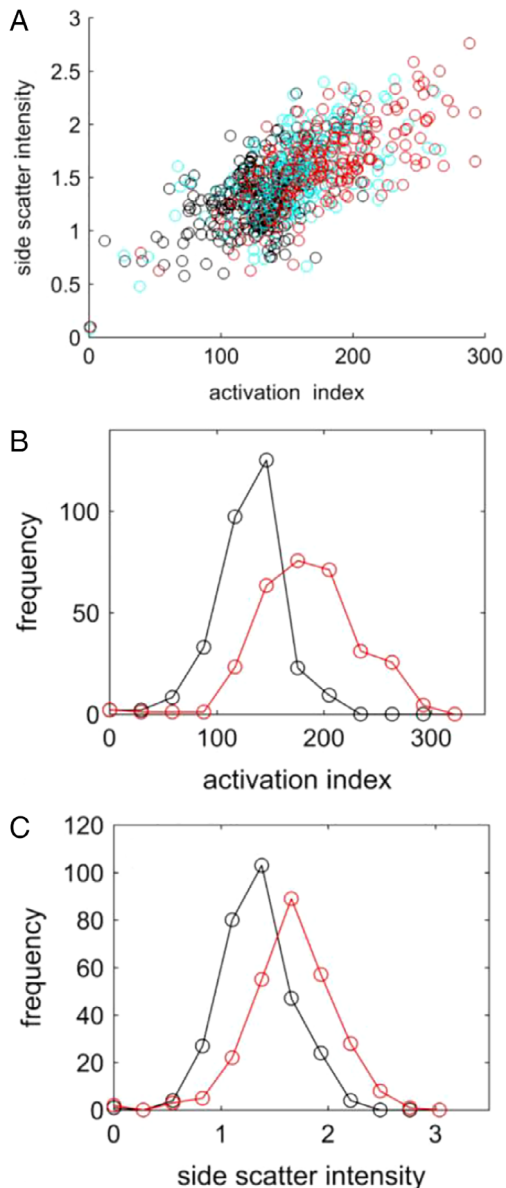 A
side scatter intensity
3
2.5
2
1.5
1
0.5
0
0 100 200 300
activation index
B
frequency
100
50
0
0 100 200 300
activation index
C
frequency
120
100
80
60
40
20
0
0 1 2 3
side scatter intensity